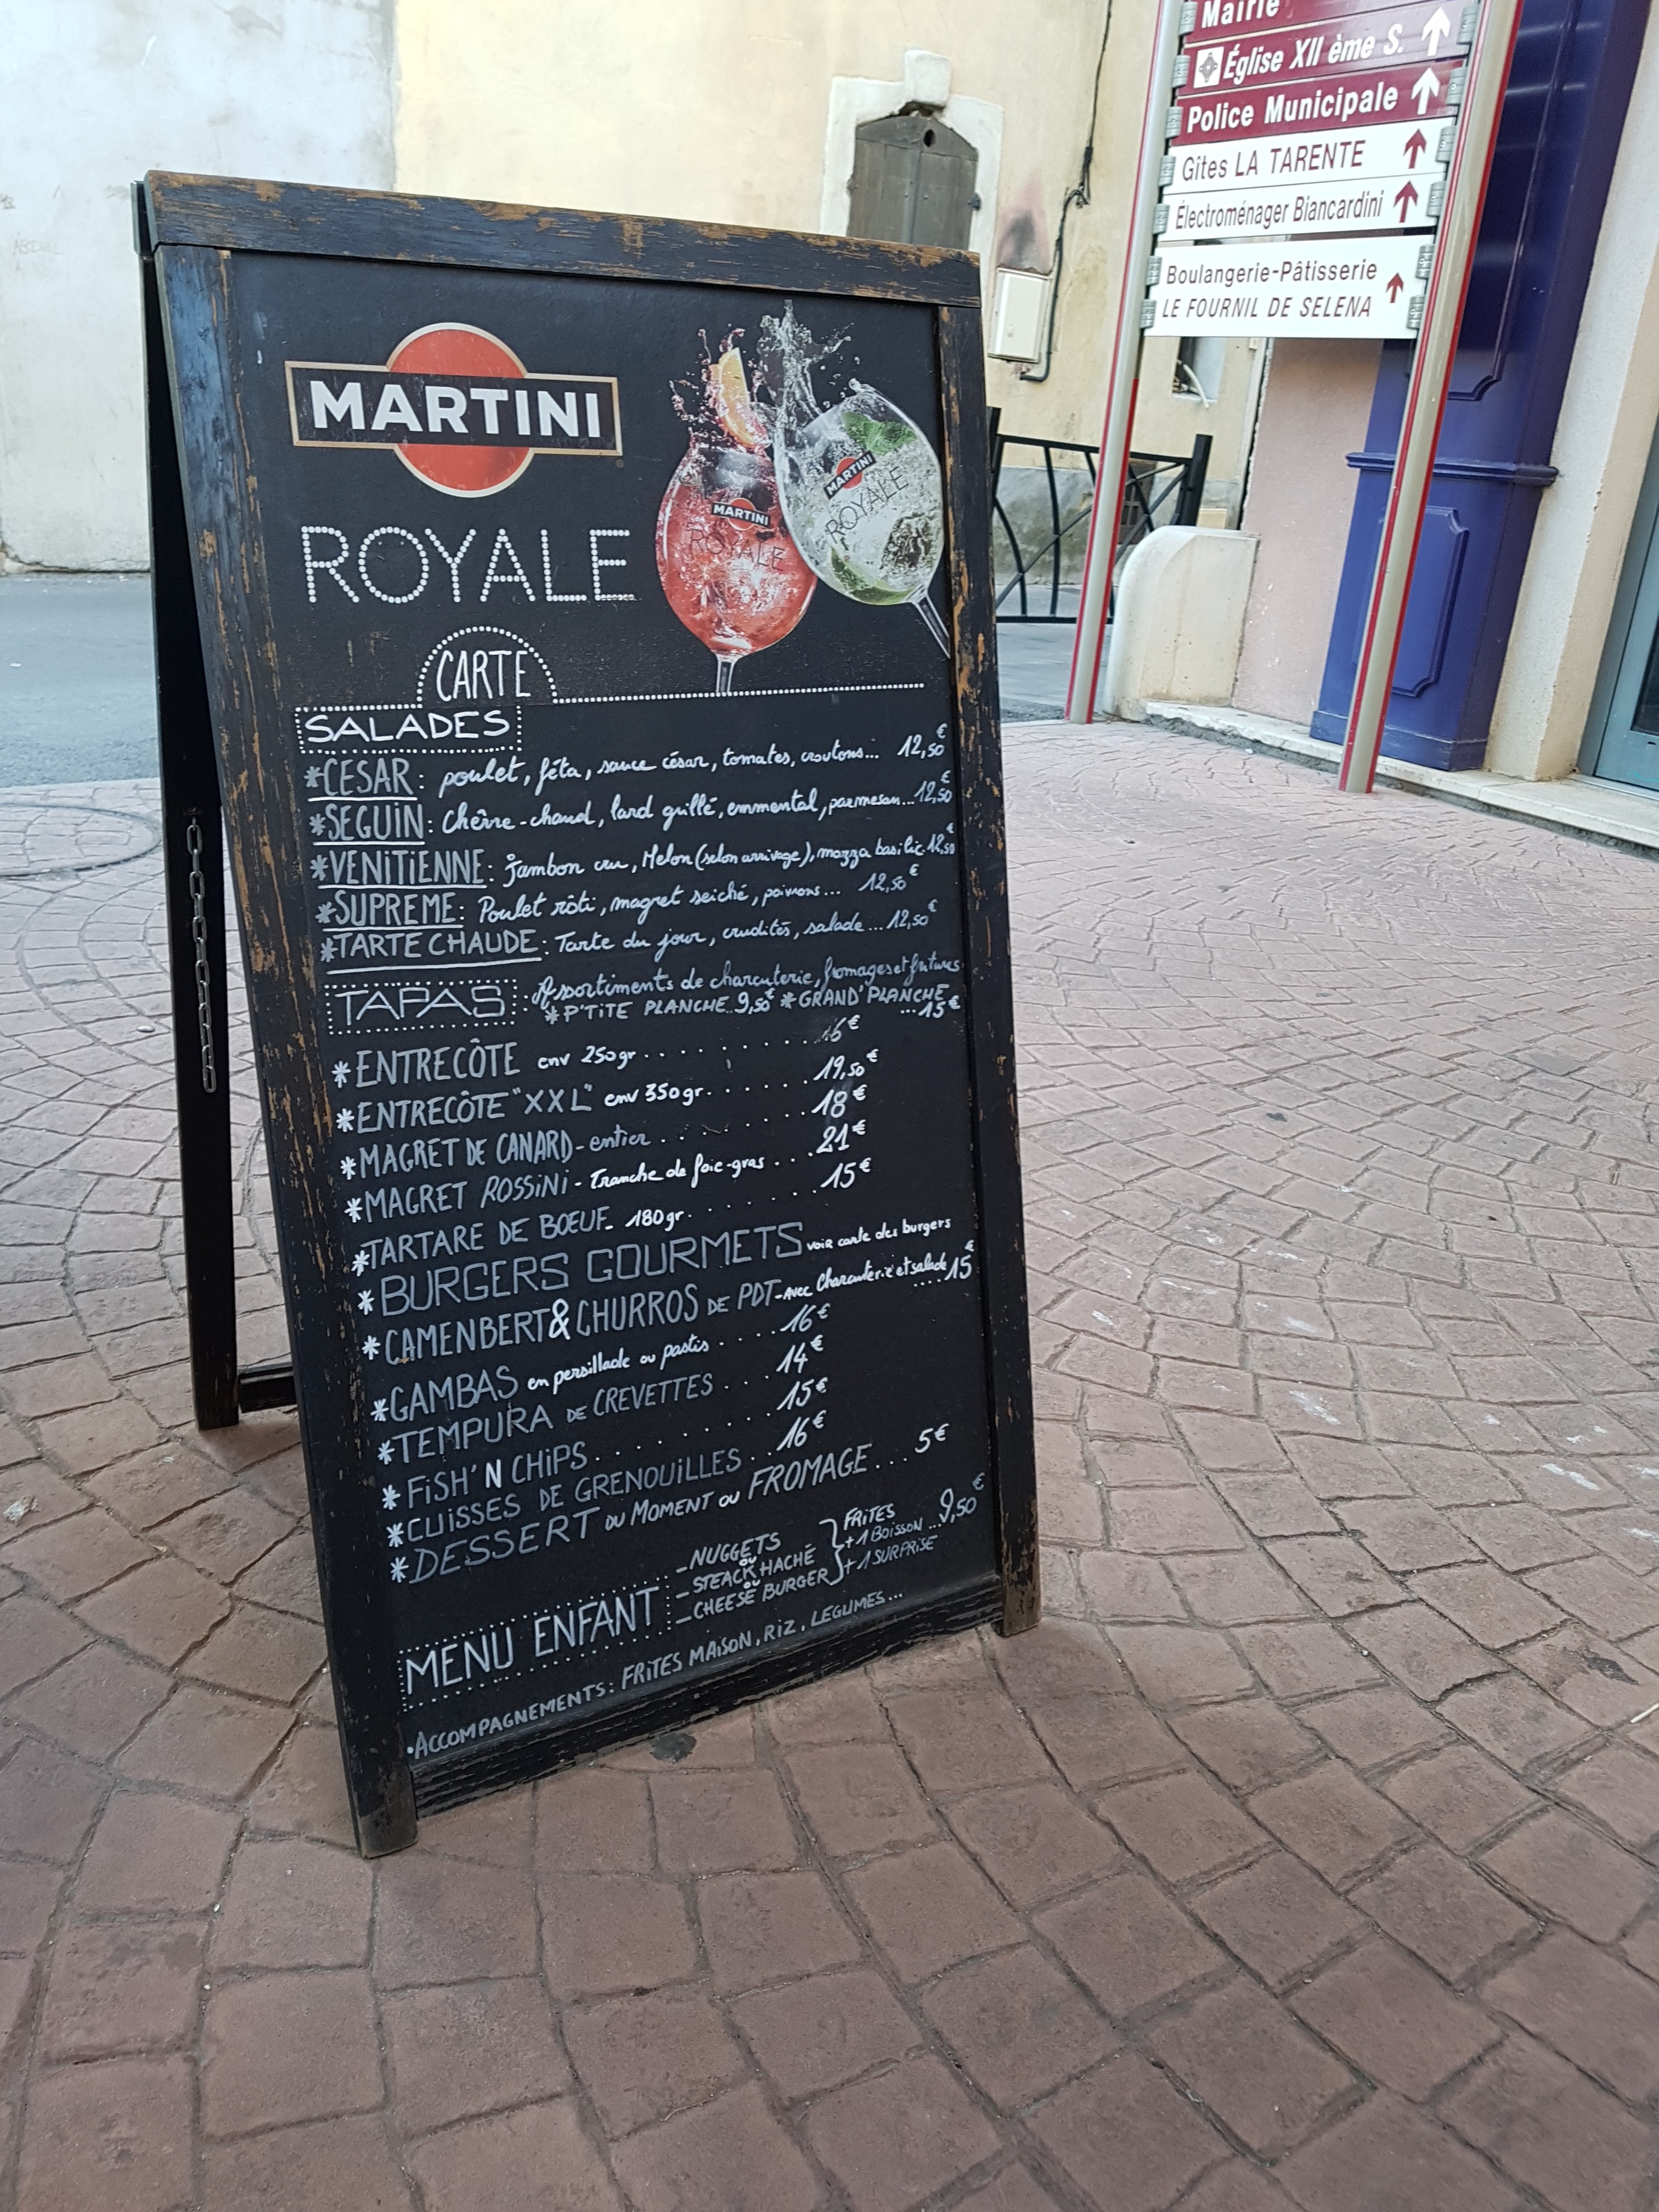 Mairie
Église XII ème S.
Police Municipale
Gîtes LA TARENTE
Électroménager Biancardini
Boulangerie-Pâtisserie
LE FOURNIL DE SELENA
MARTINI
ROYALE
MARTINI
ROYALE
MARTINI
ROYALE
CARTE
SALADES
*CESAR: poulet, féta, sauce césar, tomates, croutons... 12,50€
*SEGUIN: Chèvre-chaud, lard grillé, emmental, parmesan...12,50€
*VENITIENNE: Jambon cru, Melon (selon arrivage), mozza basilic 12,50
*SUPREME: Poulet rôti, magret seiché, poivrons... 12,50€
*TARTE CHAUDE: Tarte du jour, crudités, salade...12,50€
TAPAS: Assortiments de charcuterie, fromages et fritures
*P'TITE PLANCHE..9,50€ *GRAND' PLANCHE
...15€
*ENTRECÔTE env 250gr.......... 6€
*ENTRECÔTE "XXL" env 350gr....... 19,50€
*MAGRET DE CANARD-entier......... 18€
*MAGRET ROSSINI - Tranche de foie-gras ... 21€
*TARTARE DE BŒUF_ 180gr........ 15€
*BURGERS GOURMETS voir carte des burgers
*CAMENBERT & CHURROS DE PDT-Avec Charcuterie et salade
....15€
*GAMBAS en persillade ou pastis..... 16€
*TEMPURA DE CREVETTES.... 14€
*FISH'N CHIPS.......... 15€
*CUISSES DE GRENOUILLES.. 16€
*DESSERT DU MOMENT OU FROMAGE... 5€
MENU ENFANT
-NUGGETS
OU
-STEACK HACHÉ
OU
-CHEESE BURGER
FRITES
+1 BOISSON ...9,50€
+1 SURPRISE
•ACCOMPAGNEMENTS: FRITES MAISON, RIZ, LEGUMES...